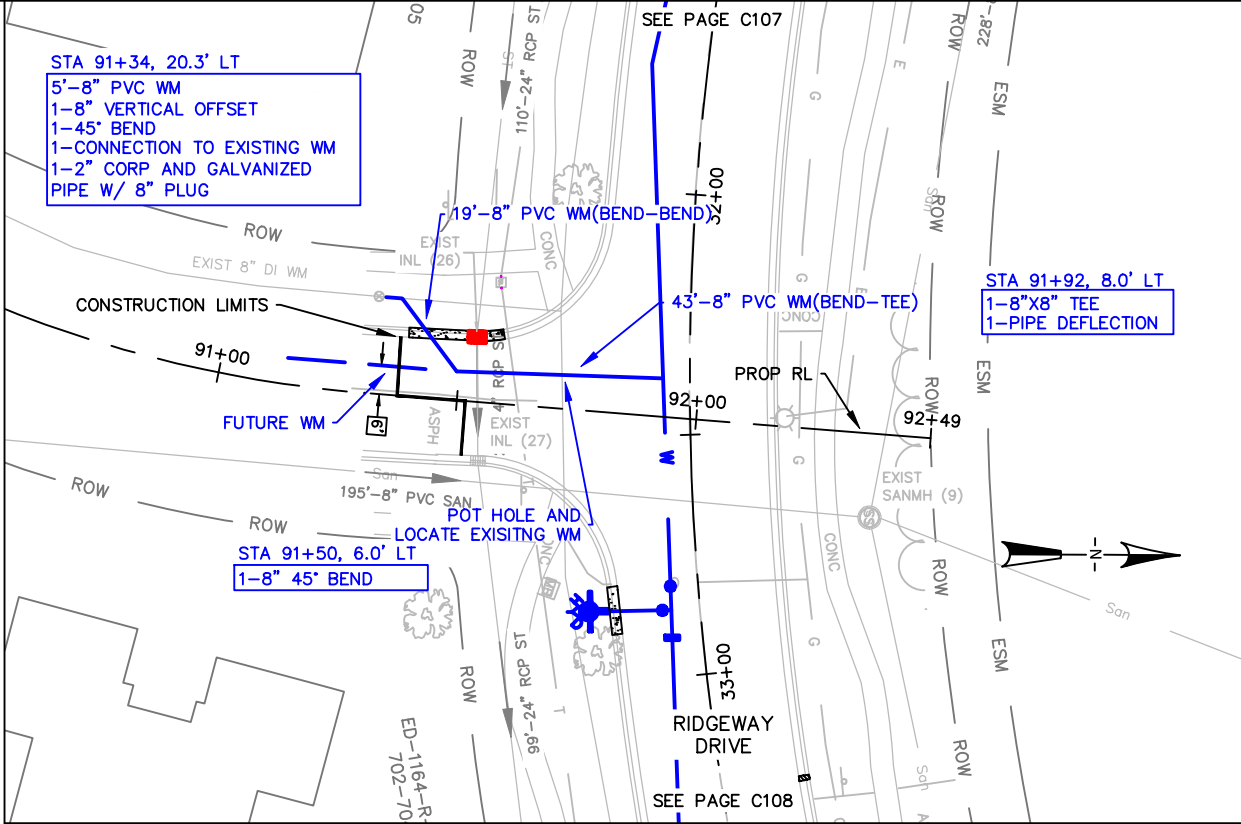 SEE PAGE C107
05
ROW
ST
110'-24" RCP ST
ROW
228'-
ESM
STA 91+34, 20.3' LT
5'-8" PVC WM
1-8" VERTICAL OFFSET
1-45° BEND
1-CONNECTION TO EXISTING WM
1-2" CORP AND GALVANIZED
PIPE W/ 8" PLUG
E
G
San
ROW
32+00
19'-8" PVC WM(BEND-BEND)
ROW
EXIST
INL (26)
CONC
EXIST 8" DI WM
G
E
CONSTRUCTION LIMITS
43'-8" PVC WM(BEND-TEE)
CONC
STA 91+92, 8.0' LT
1-8"X8" TEE
1-PIPE DEFLECTION
91+00
4" RCP ST
PROP RL
ESM
ROW
92+00
92+49
FUTURE WM
6'
ASPH
EXIST
INL (27)
G
San
195'-8" PVC SAN
EXIST
SANMH (9)
SS
ROW
ROW
POT HOLE AND
LOCATE EXISITNG WM
W
STA 91+50, 6.0' LT
1-8" 45° BEND
CONC
-N-
ROW
San
G
ESM
ROW
99'-24" RCP ST
T
33+00
RIDGEWAY
DRIVE
ED-1164-R-
702-70
ROW
San
SEE PAGE C108